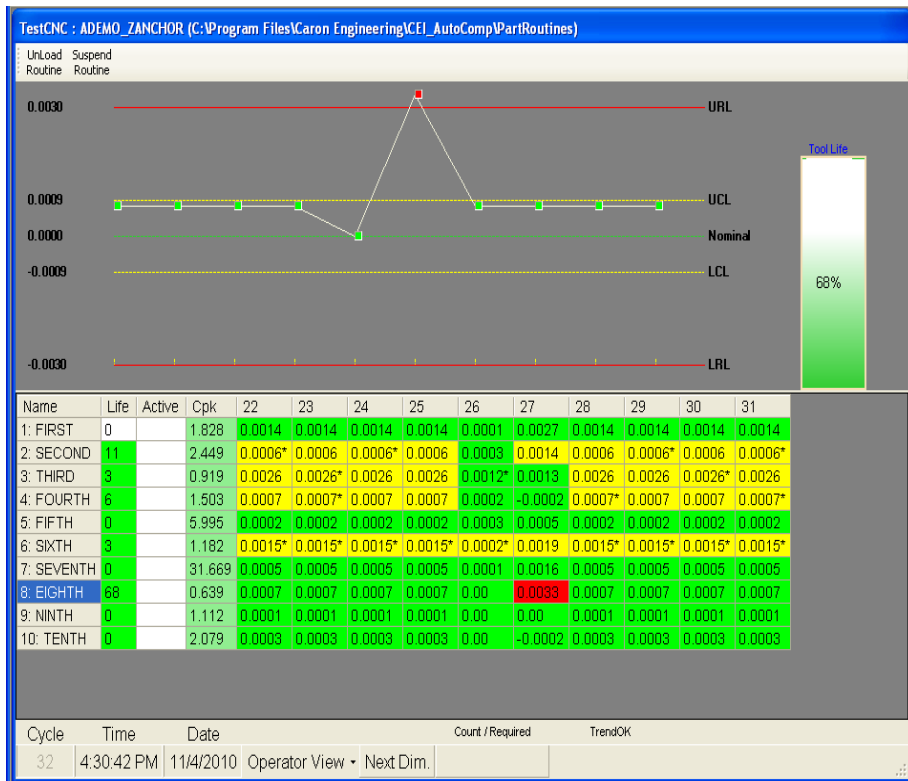 TestCNC : ADEMO_ZANCHOR (C:\Program Files\Caron Engineering\CEI_AutoComp\PartRoutines)
UnLoad Suspend
Routine Routine
0.0030 URL
Tool Life
0.0009 UCL
0.0000 Nominal
-0.0009 LCL
68%
-0.0030 LRL
Name Life Active Cpk 22 23 24 25 26 27 28 29 30 31
1: FIRST 0 1.828 0.0014 0.0014 0.0014 0.0014 0.0001 0.0027 0.0014 0.0014 0.0014 0.0014
2: SECOND 11 2.449 0.0006* 0.0006 0.0006* 0.0006 0.0003 0.0014 0.0006 0.0006* 0.0006 0.0006*
3: THIRD 3 0.919 0.0026 0.0026* 0.0026 0.0026 0.0012* 0.0013 0.0026 0.0026 0.0026* 0.0026
4: FOURTH 6 1.503 0.0007 0.0007* 0.0007 0.0007 0.0002 -0.0002 0.0007* 0.0007 0.0007 0.0007*
5: FIFTH 0 5.995 0.0002 0.0002 0.0002 0.0002 0.0003 0.0005 0.0002 0.0002 0.0002 0.0002
6: SIXTH 3 1.182 0.0015* 0.0015* 0.0015* 0.0015* 0.0002* 0.0019 0.0015* 0.0015* 0.0015* 0.0015*
7: SEVENTH 0 31.669 0.0005 0.0005 0.0005 0.0005 0.0001 0.0016 0.0005 0.0005 0.0005 0.0005
8: EIGHTH 68 0.639 0.0007 0.0007 0.0007 0.0007 0.00 0.0033 0.0007 0.0007 0.0007 0.0007
9: NINTH 0 1.112 0.0001 0.0001 0.0001 0.0001 0.00 0.00 0.0001 0.0001 0.0001 0.0001
10: TENTH 0 2.079 0.0003 0.0003 0.0003 0.0003 0.00 -0.0002 0.0003 0.0003 0.0003 0.0003
Cycle Time Date Count / Required TrendOK
32 4:30:42 PM 11/4/2010 Operator View Next Dim.